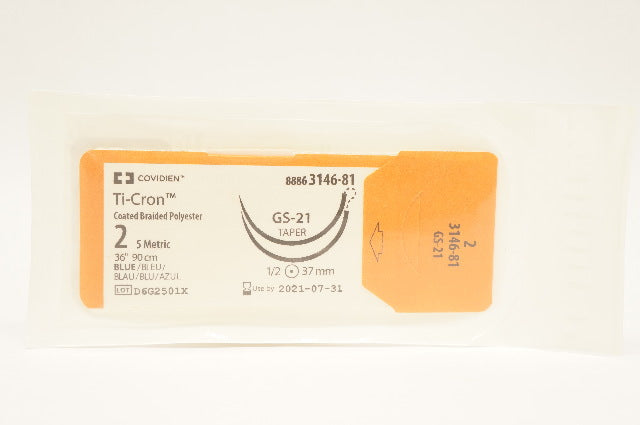 COVIDIEN™
8886 3146-81
Ti-Cron™
Coated Braided Polyester
2 5 Metric
36" 90 cm
BLUE/BLEU/
BLAU/BLU/AZUL
LOT D6G2501X
GS-21
TAPER
1/2 37 mm
Use by 2021-07-31
2
3146-81
GS-21